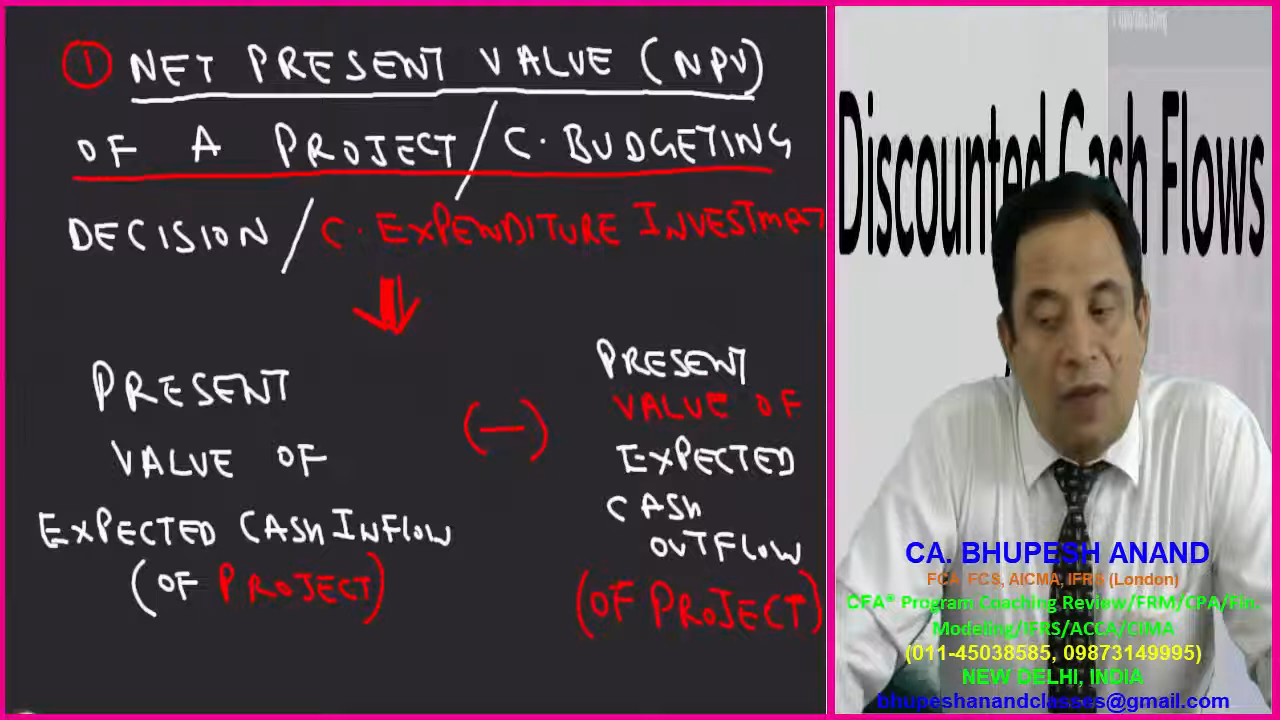 ① NET PRESENT VALUE (NPV)
OF A PROJECT / C. BUDGETING
DECISION / C. EXPENDITURE INVESTMENT
PRESENT
VALUE OF
EXPECTED CASH INFLOW
(OF PROJECT)
(—)
PRESENT
VALUE OF
EXPECTED
CASH
OUTFLOW
(OF PROJECT)
Discounted Cash Flows
CA. BHUPESH ANAND
FCA FCS, AICMA, IFRS (London)
CFA® Program Coaching Review/FRM/CPA/Fin.
Modeling/IFRS/ACCA/CIMA
(011-45038585, 09873149995)
NEW DELHI, INDIA
bhupeshanandclasses@gmail.com